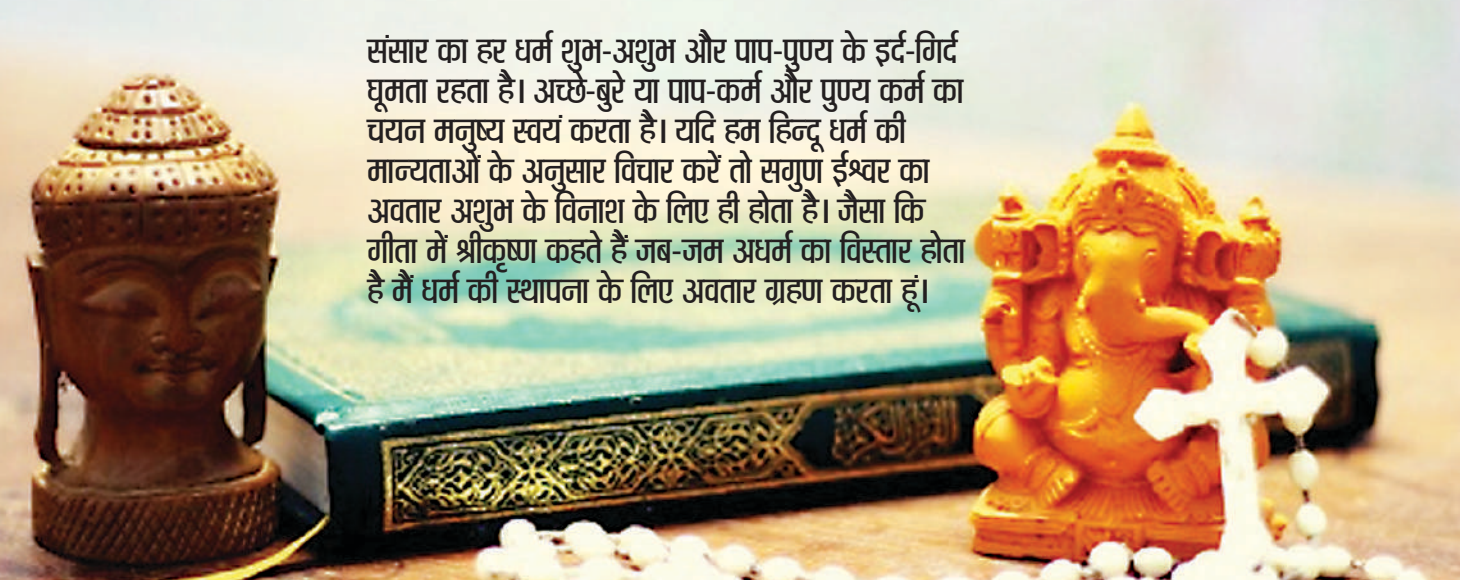 संसार का हर धर्म शुभ-अशुभ और पाप-पुण्य के इर्द-गिर्द
घूमता रहता है। अच्छे-बुरे या पाप-कर्म और पुण्य कर्म का
चयन मनुष्य स्वयं करता है। यदि हम हिन्दू धर्म की
मान्यताओं के अनुसार विचार करें तो सगुण ईश्वर का
अवतार अशुभ के विनाश के लिए ही होता है। जैसा कि
गीता में श्रीकृष्ण कहते हैं जब-जम अधर्म का विस्तार होता
है मैं धर्म की स्थापना के लिए अवतार ग्रहण करता हूं।